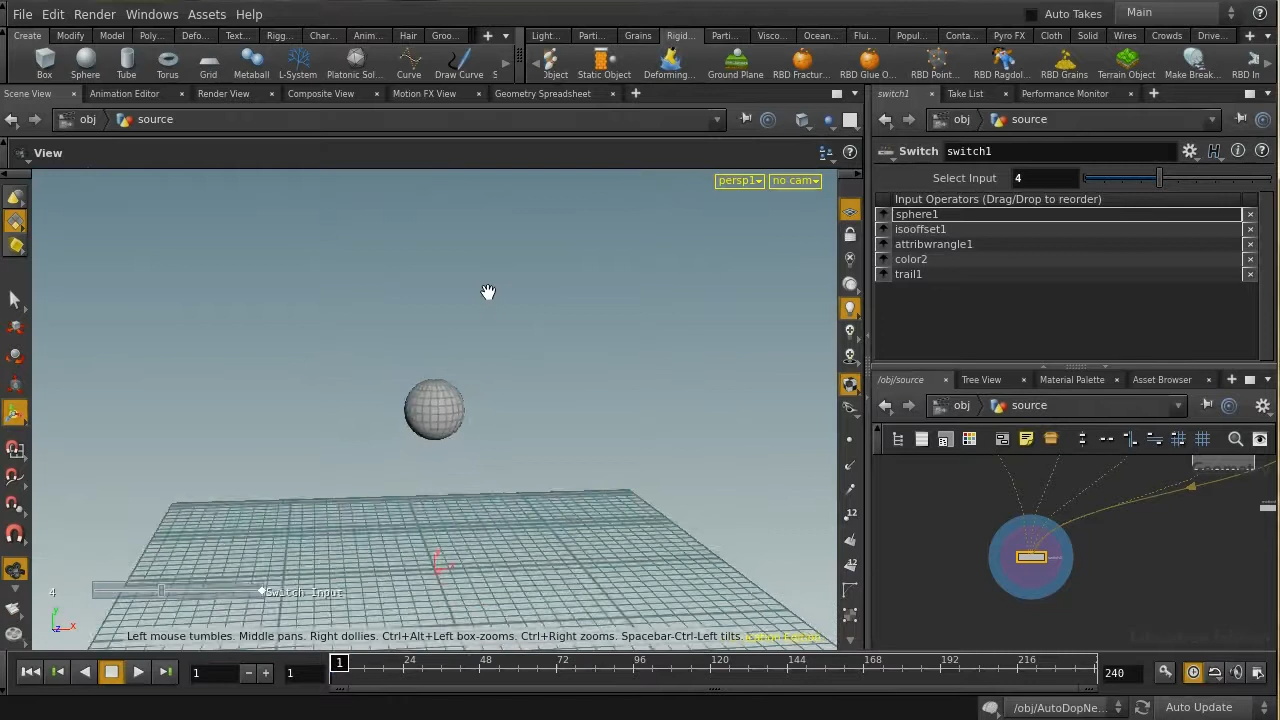 File Edit Render Windows Assets Help Auto Takes Main
Create Modify Model Poly... Defo... Text... Rigg... Char... Anim... Hair Groo... Light... Parti... Grains Rigid... Parti... Visco... Ocean... Flui... Popul... Conta... Pyro FX Cloth Solid Wires Crowds Drive...
Box Sphere Tube Torus Grid Metaball L-System Platonic Sol... Curve Draw Curve S Object Static Object Deforming... Ground Plane RBD Fractur... RBD Glue O... RBD Point... RBD Ragdol... RBD Grains Terrain Object Make Break... RBD In
Scene View Animation Editor Render View Composite View Motion FX View Geometry Spreadsheet
switch1 Take List Performance Monitor
obj source
obj source
View
Switch switch1
persp1 no cam
Select Input 4
Input Operators (Drag/Drop to reorder)
sphere1
isooffset1
attribwrangle1
color2
trail1
/obj/source Tree View Material Palette Asset Browser
obj source
12
12
4 Switch Input
y
z x
Left mouse tumbles. Middle pans. Right dollies. Ctrl+Alt+Left box-zooms. Ctrl+Right zooms. Spacebar-Ctrl-Left tilts.
1 1 1 24 48 72 96 120 144 168 192 216 240
/obj/AutoDopNe... Auto Update